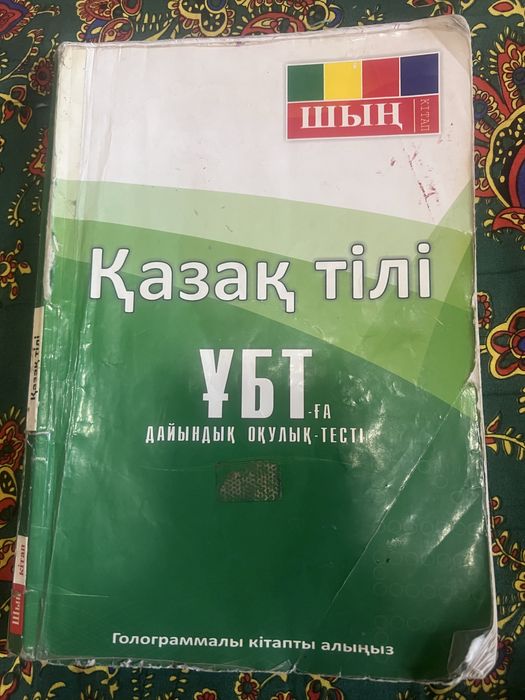 ШЫҢ
КІТАП
Қазақ тілі
ҰБТ-ҒА
ДАЙЫНДЫҚ ОҚУЛЫҚ-ТЕСТІ
Голограммалы кітапты алыңыз
Қазақ тілі
Шың
кітап